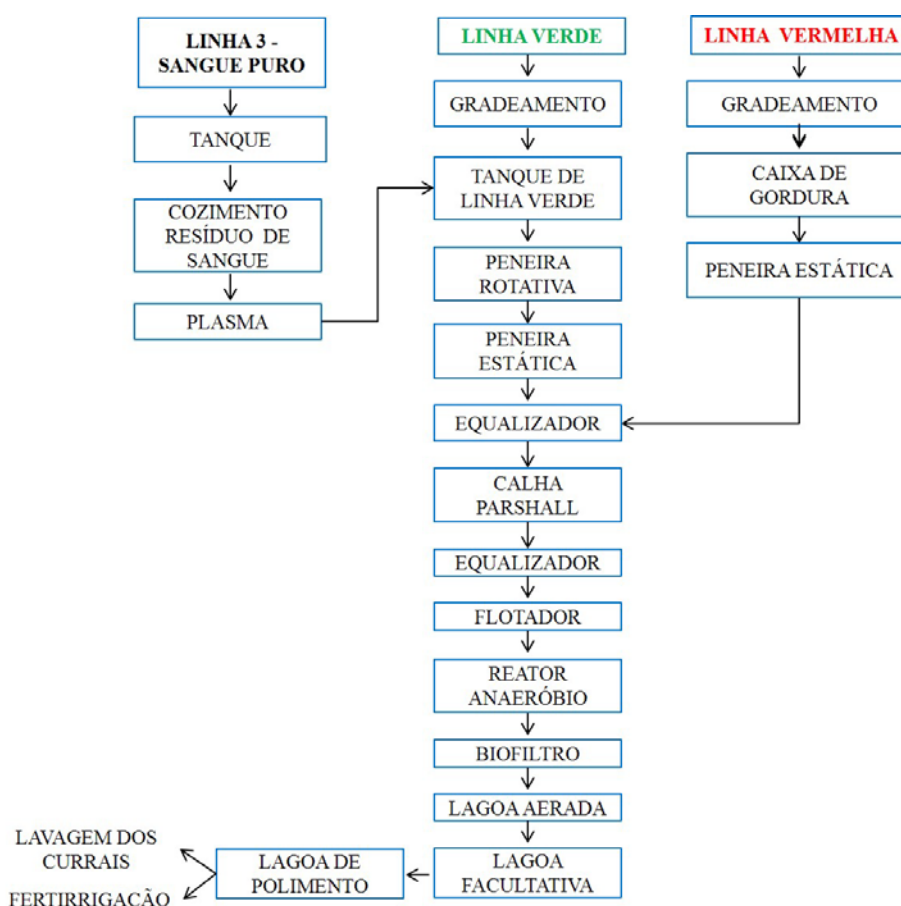 LINHA 3 -
SANGUE PURO
TANQUE
COZIMENTO
RESÍDUO DE
SANGUE
PLASMA
LINHA VERDE
GRADEAMENTO
TANQUE DE
LINHA VERDE
PENEIRA
ROTATIVA
PENEIRA
ESTÁTICA
EQUALIZADOR
CALHA
PARSHALL
EQUALIZADOR
FLOTADOR
REATOR
ANAERÓBIO
BIOFILTRO
LAGOA AERADA
LAGOA
FACULTATIVA
LAGOA DE
POLIMENTO
LAVAGEM DOS
CURRAIS
FERTIRRIGAÇÃO
LINHA VERMELHA
GRADEAMENTO
CAIXA DE
GORDURA
PENEIRA ESTÁTICA